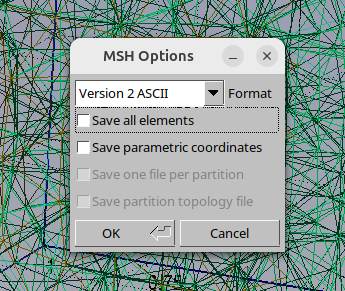 MSH Options
Version 2 ASCII Format
Save all elements
Save parametric coordinates
Save one file per partition
Save partition topology file
OK Cancel